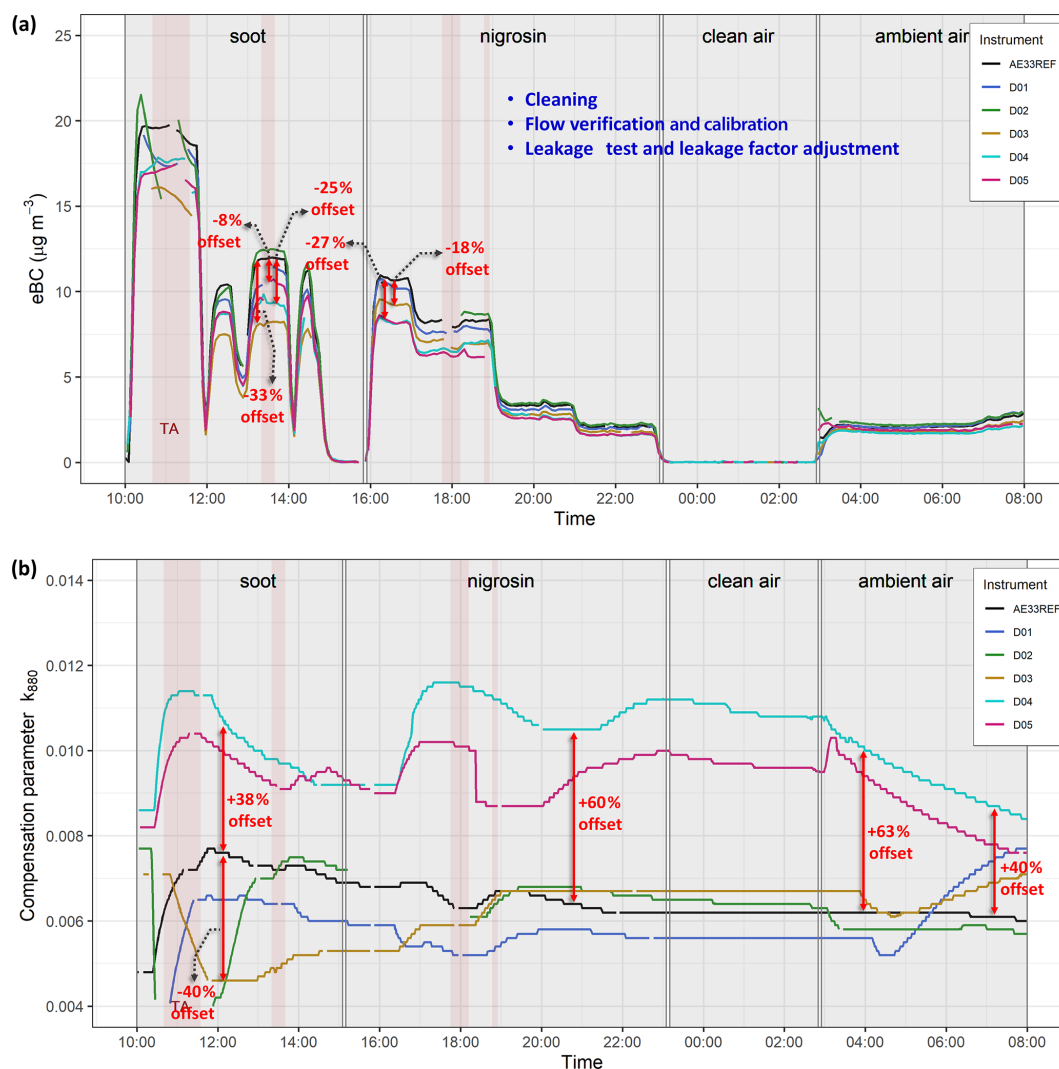 (a)
soot
nigrosin
clean air
ambient air
Instrument
AE33REF
D01
D02
D03
D04
D05
• Cleaning
• Flow verification and calibration
• Leakage test and leakage factor adjustment
-8%
offset
-25%
offset
-27%
offset
-18%
offset
-33%
offset
TA
eBC (µg m⁻³)
25
20
15
10
5
0
10:00 12:00 14:00 16:00 18:00 20:00 22:00 00:00 02:00 04:00 06:00 08:00
Time
(b)
soot
nigrosin
clean air
ambient air
Instrument
AE33REF
D01
D02
D03
D04
D05
+38%
offset
+60%
offset
+63%
offset
+40%
offset
-40%
offset
TA
Compensation parameter k₈₈₀
0.014
0.012
0.010
0.008
0.006
0.004
10:00 12:00 14:00 16:00 18:00 20:00 22:00 00:00 02:00 04:00 06:00 08:00
Time